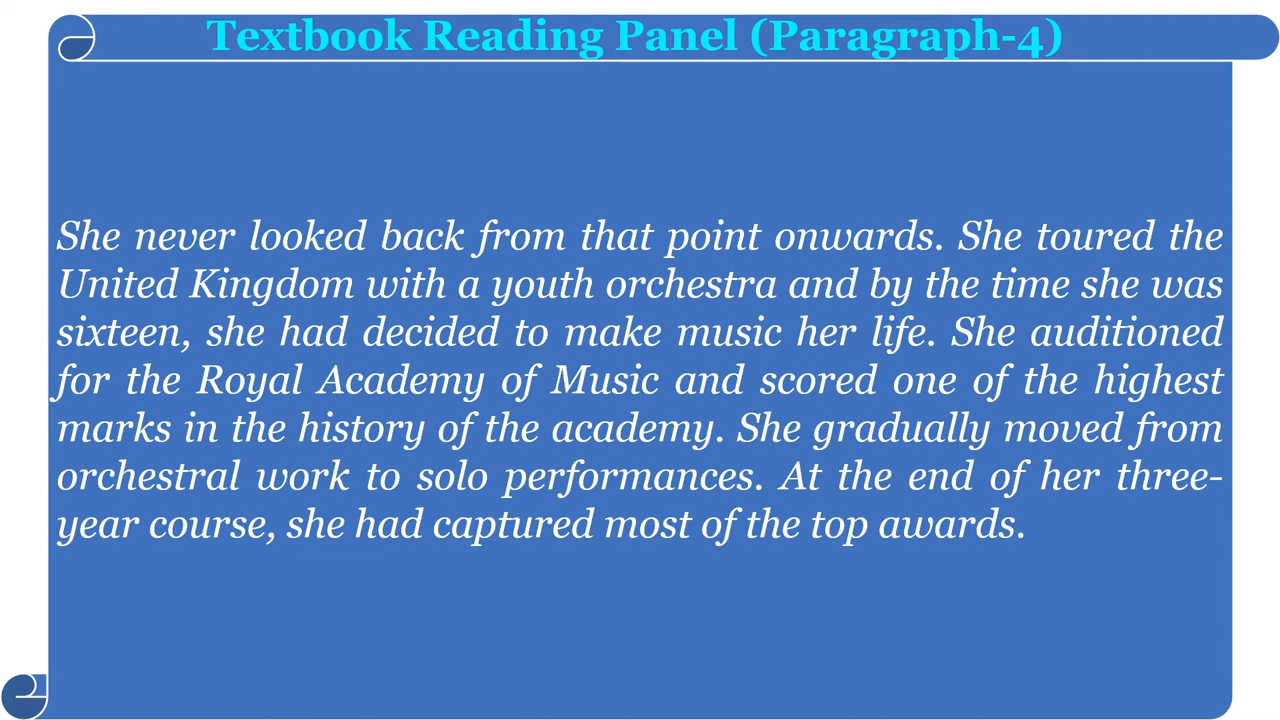 Textbook Reading Panel (Paragraph-4)
She never looked back from that point onwards. She toured the
United Kingdom with a youth orchestra and by the time she was
sixteen, she had decided to make music her life. She auditioned
for the Royal Academy of Music and scored one of the highest
marks in the history of the academy. She gradually moved from
orchestral work to solo performances. At the end of her three-
year course, she had captured most of the top awards.